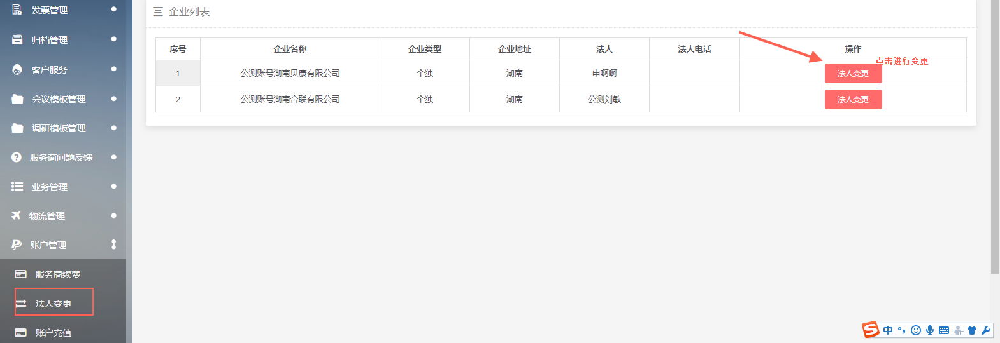 发票管理
归档管理
客户服务
会议模板管理
调研模板管理
服务商问题反馈
业务管理
物流管理
账户管理
服务商续费
法人变更
账户充值
企业列表
序号 企业名称 企业类型 企业地址 法人 法人电话 操作
点击进行变更
1 公测账号湖南贝康有限公司 个独 湖南 申啊啊 法人变更
2 公测账号湖南合联有限公司 个独 湖南 公测刘敏 法人变更
S 中